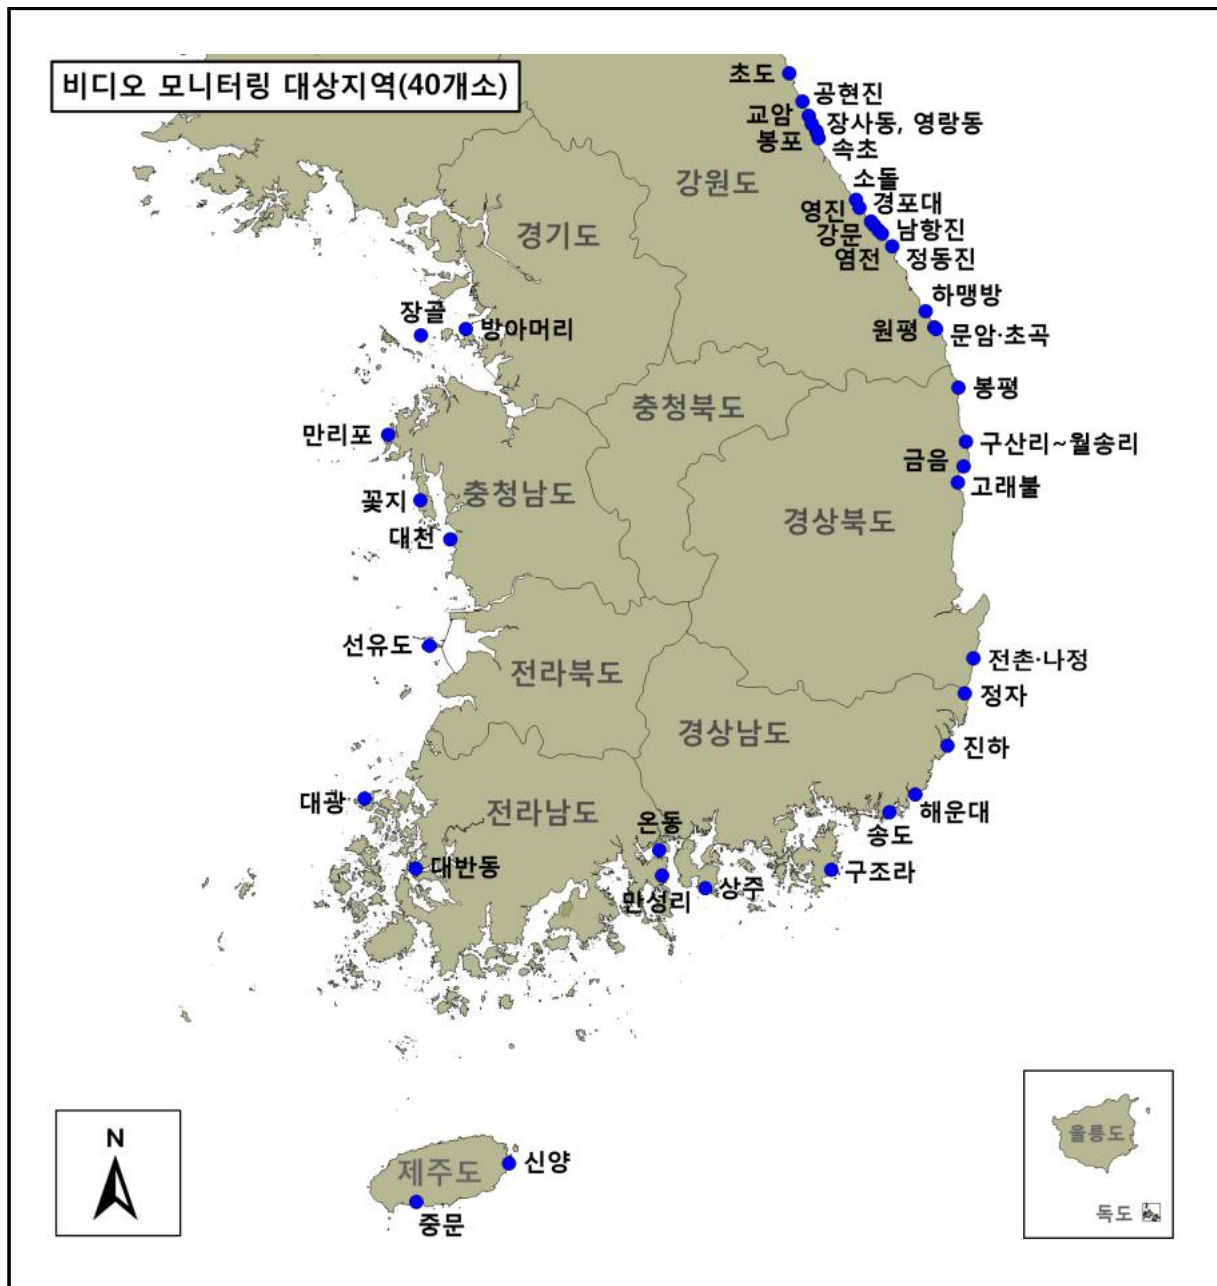 비디오 모니터링 대상지역(40개소)
초도
공현진
교암
장사동, 영랑동
봉포
속초
강원도
소돌
경포대
영진
강문
남항진
염전
정동진
경기도
하맹방
장골
방아머리
원평
문암·초곡
봉평
충청북도
만리포
구산리~월송리
금음
고래불
꽃지
충청남도
경상북도
대천
선유도
전라북도
전촌·나정
정자
경상남도
진하
대광
전라남도
해운대
온동
송도
대반동
구조라
만성리
상주
N
울릉도
독도
제주도
신양
중문